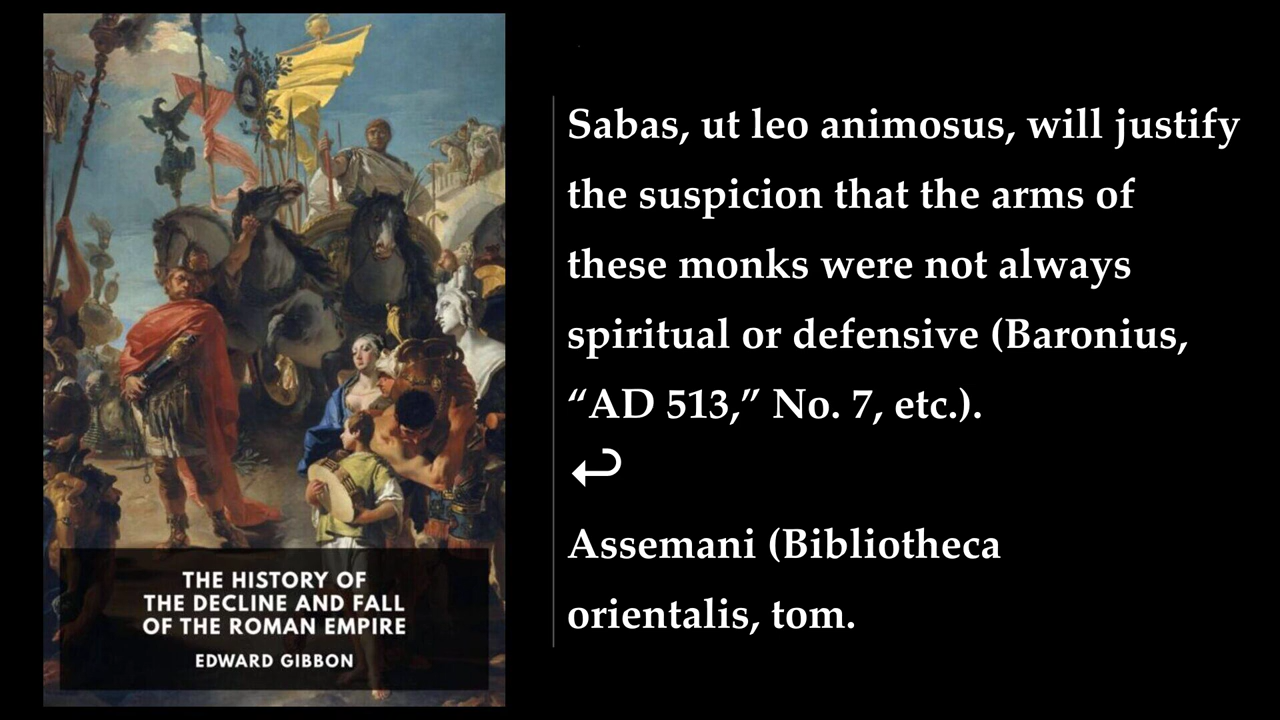 THE HISTORY OF
THE DECLINE AND FALL
OF THE ROMAN EMPIRE
EDWARD GIBBON
Sabas, ut leo animosus, will justify
the suspicion that the arms of
these monks were not always
spiritual or defensive (Baronius,
“AD 513,” No. 7, etc.).
↩
Assemani (Bibliotheca
orientalis, tom.